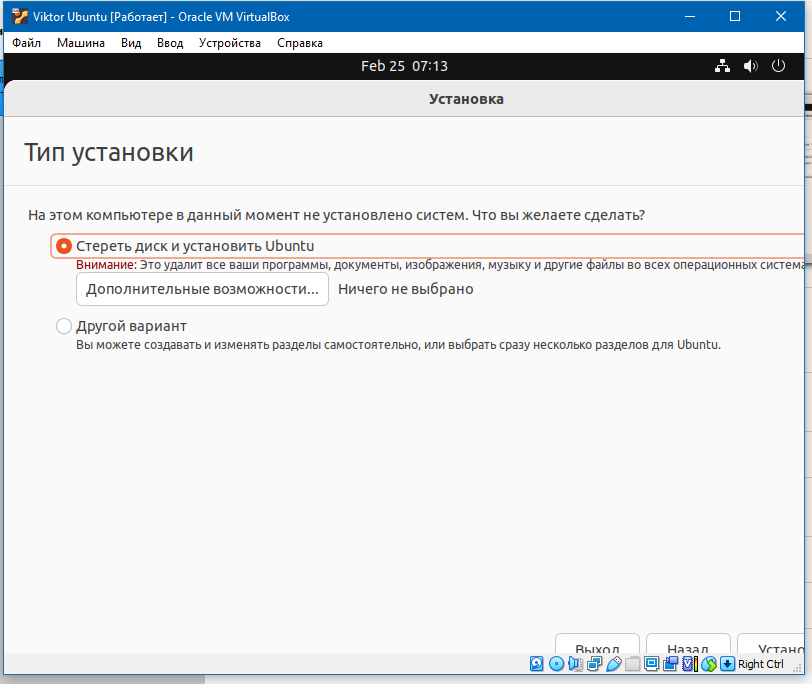 Viktor Ubuntu [Работает] - Oracle VM VirtualBox
Файл Машина Вид Ввод Устройства Справка
Feb 25 07:13
Установка
Тип установки
На этом компьютере в данный момент не установлено систем. Что вы желаете сделать?
Стереть диск и установить Ubuntu
Внимание: Это удалит все ваши программы, документы, изображения, музыку и другие файлы во всех операционных система
Дополнительные возможности... Ничего не выбрано
Другой вариант
Вы можете создавать и изменять разделы самостоятельно, или выбрать сразу несколько разделов для Ubuntu.
Выход Назад Устано
Right Ctrl